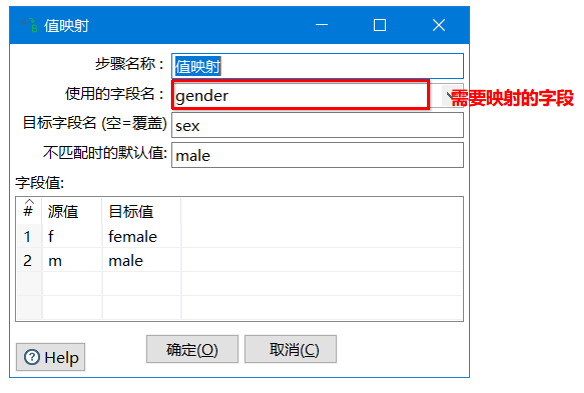 值映射
步骤名称 : 值映射
使用的字段名 : gender 需要映射的字段
目标字段名 (空=覆盖) sex
不匹配时的默认值: male
字段值:
# 源值 目标值
1 f female
2 m male
Help 确定(O) 取消(C)